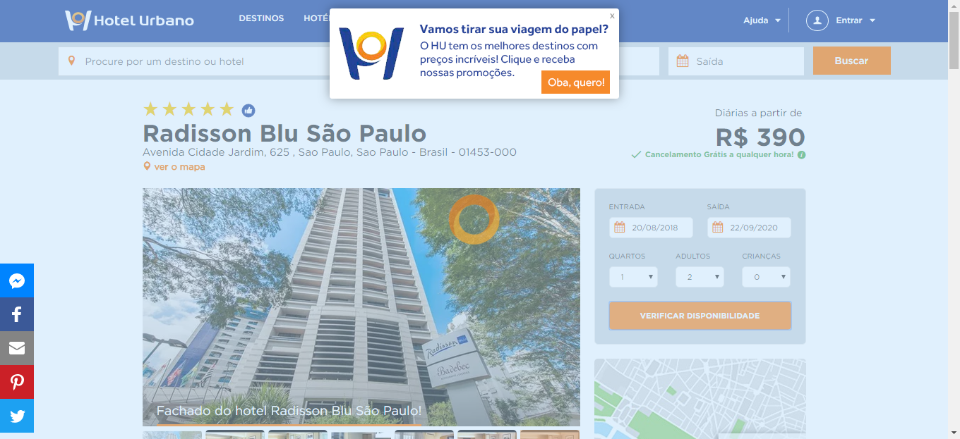 Hotel Urbano
DESTINOS
HOTÉ
Ajuda
Entrar
x
Vamos tirar sua viagem do papel?
O HU tem os melhores destinos com
preços incríveis! Clique e receba
nossas promoções.
Oba, quero!
Procure por um destino ou hotel
Saída
Buscar
Radisson Blu São Paulo
Avenida Cidade Jardim, 625 , Sao Paulo, Sao Paulo - Brasil - 01453-000
ver o mapa
Diárias a partir de
R$ 390
Cancelamento Grátis a qualquer hora!
ENTRADA
SAÍDA
20/08/2018
22/09/2020
QUARTOS
ADULTOS
CRIANÇAS
1
2
0
VERIFICAR DISPONIBILIDADE
Radisson
Fachado do hotel Radisson Blu São Paulo!